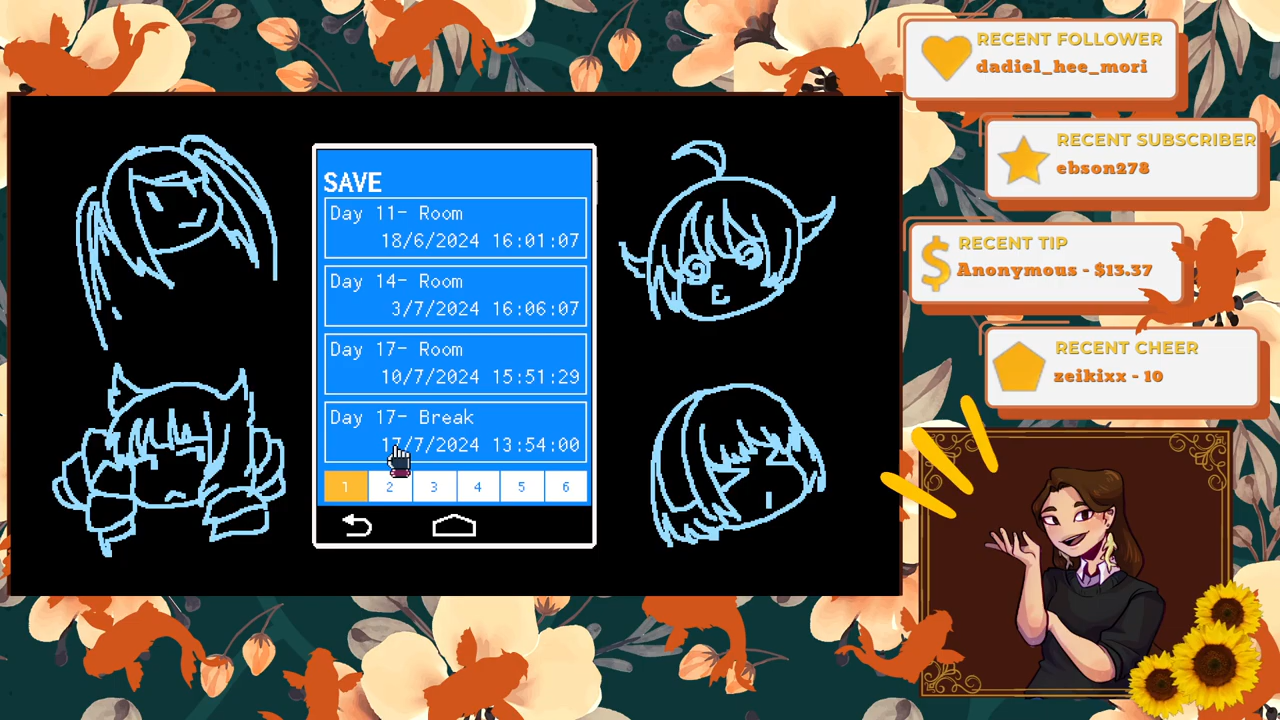 SAVE
Day 11- Room
18/6/2024 16:01:07
Day 14- Room
3/7/2024 16:06:07
Day 17- Room
10/7/2024 15:51:29
Day 17- Break
17/7/2024 13:54:00
1 2 3 4 5 6
RECENT FOLLOWER
dadiel_hee_mori
RECENT SUBSCRIBER
ebson278
RECENT TIP
Anonymous - $13.37
RECENT CHEER
zeikixx - 10